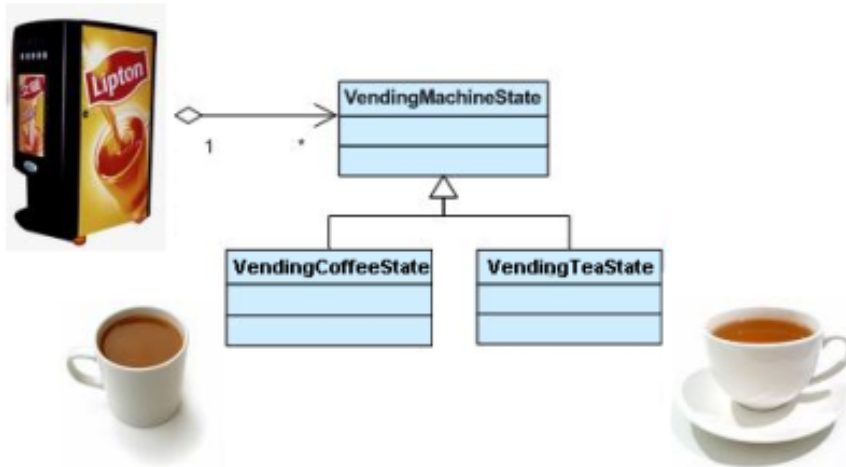 Lipton
VendingMachineState
1 *
VendingCoffeeState
VendingTeaState